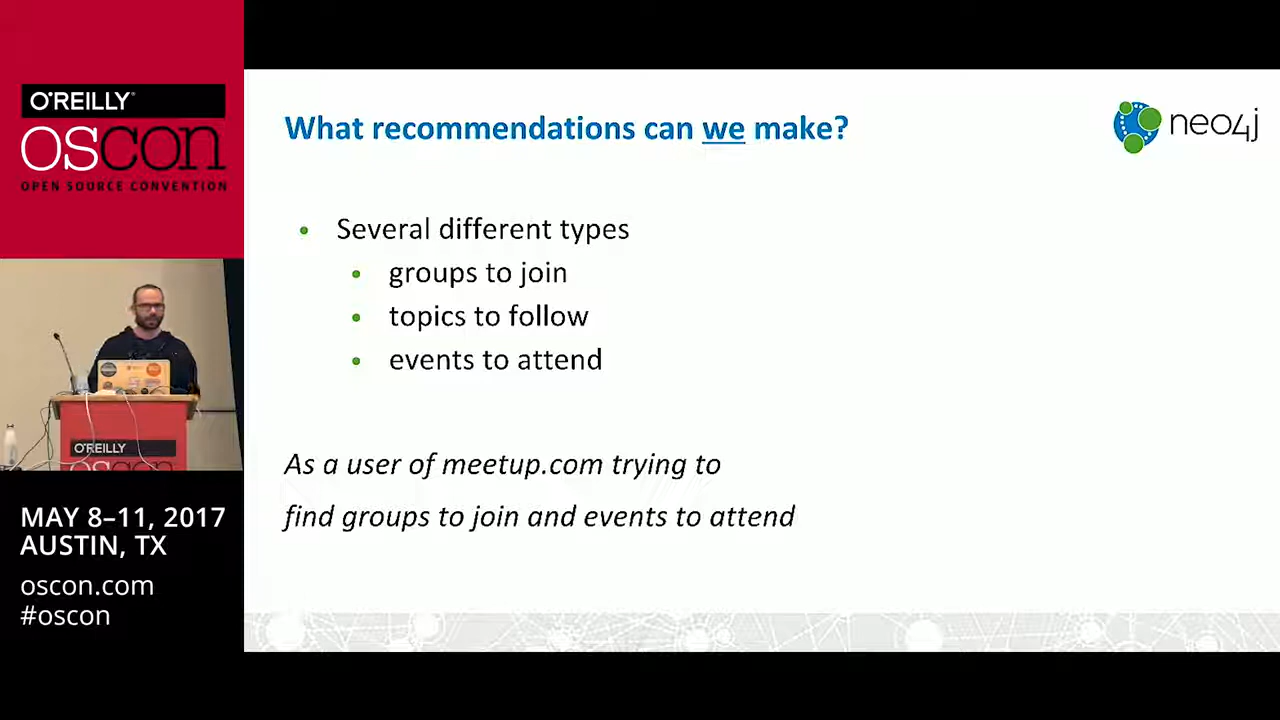 O'REILLY®
OSCON
OPEN SOURCE CONVENTION
What recommendations can we make?
neo4j
• Several different types
• groups to join
• topics to follow
• events to attend
As a user of meetup.com trying to
find groups to join and events to attend
O'REILLY
OSCON
MAY 8–11, 2017
AUSTIN, TX
oscon.com
#oscon